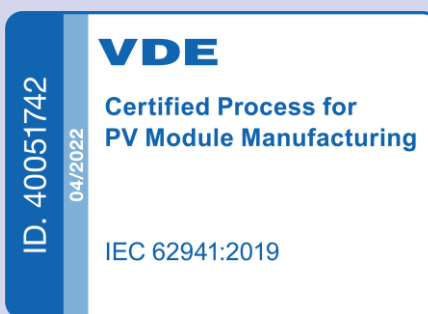 VDE
Certified Process for
PV Module Manufacturing
IEC 62941:2019
ID. 40051742
04/2022